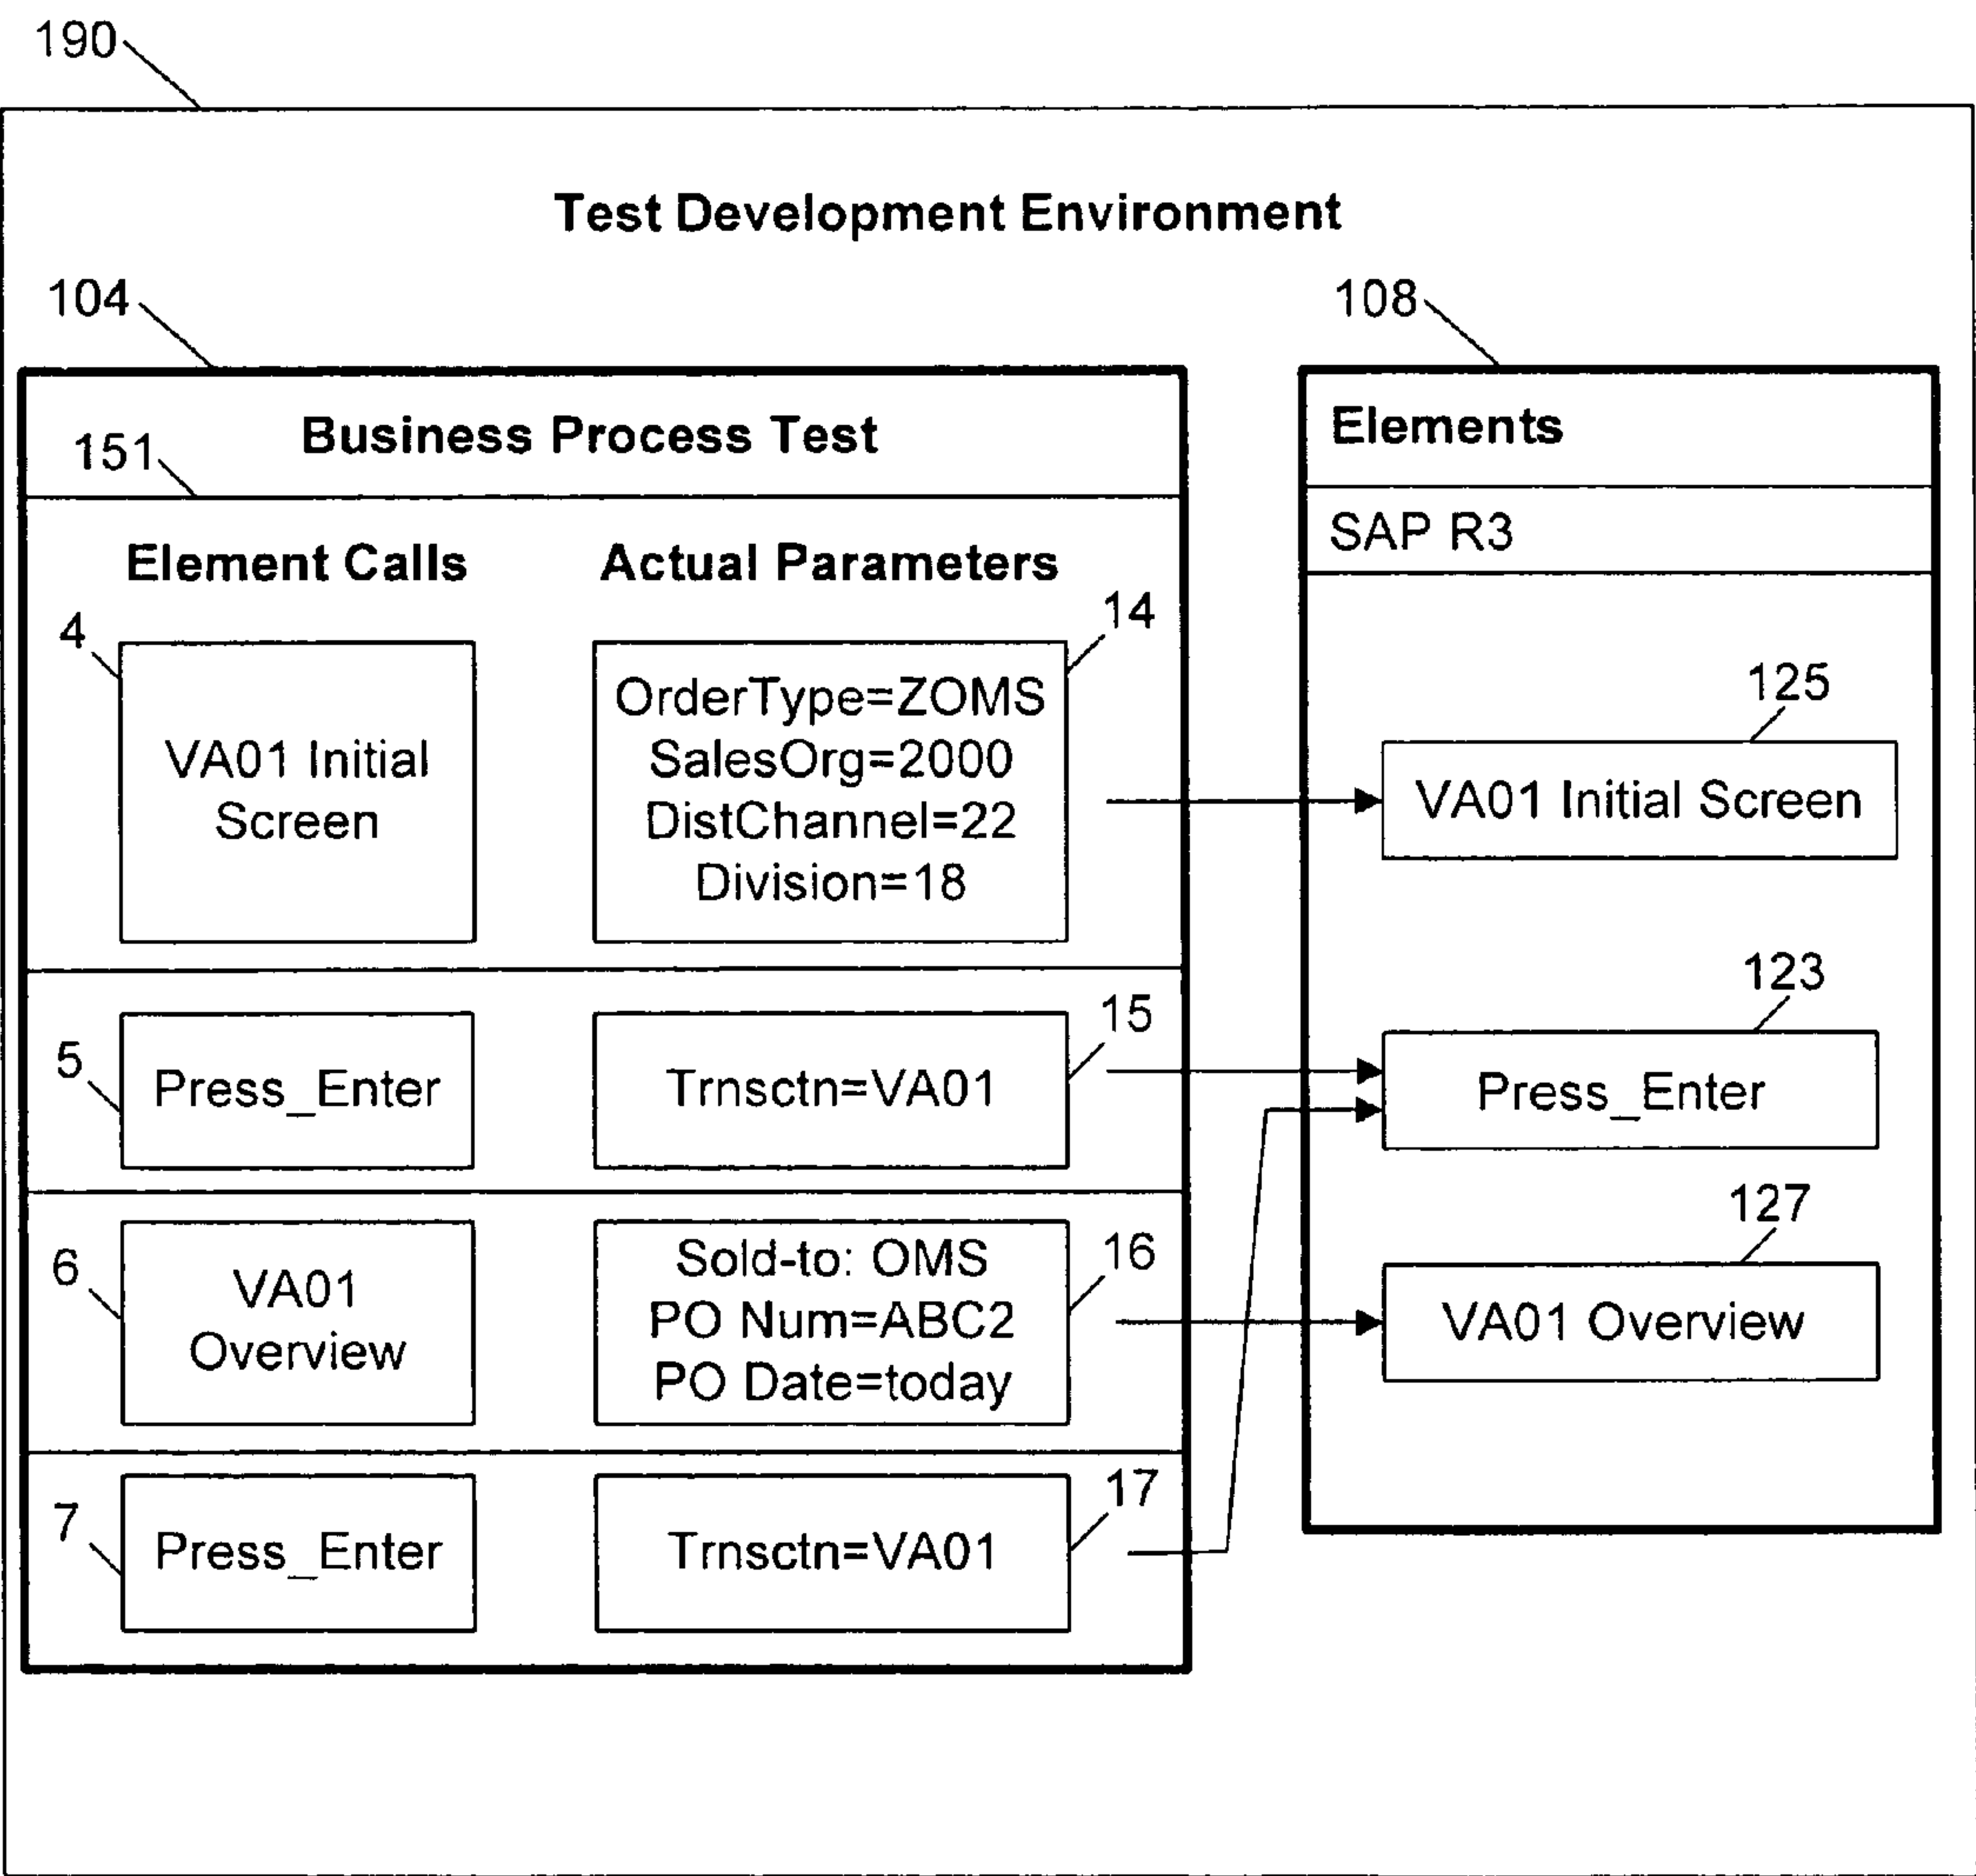 190
Test Development Environment
104
108
Business Process Test
151
Element Calls
Actual Parameters
4
VA01 Initial
Screen
14
OrderType=ZOMS
SalesOrg=2000
DistChannel=22
Division=18
5
Press_Enter
15
Trnsctn=VA01
6
VA01
Overview
16
Sold-to: OMS
PO Num=ABC2
PO Date=today
7
Press_Enter
17
Trnsctn=VA01
Elements
SAP R3
125
VA01 Initial Screen
123
Press_Enter
127
VA01 Overview